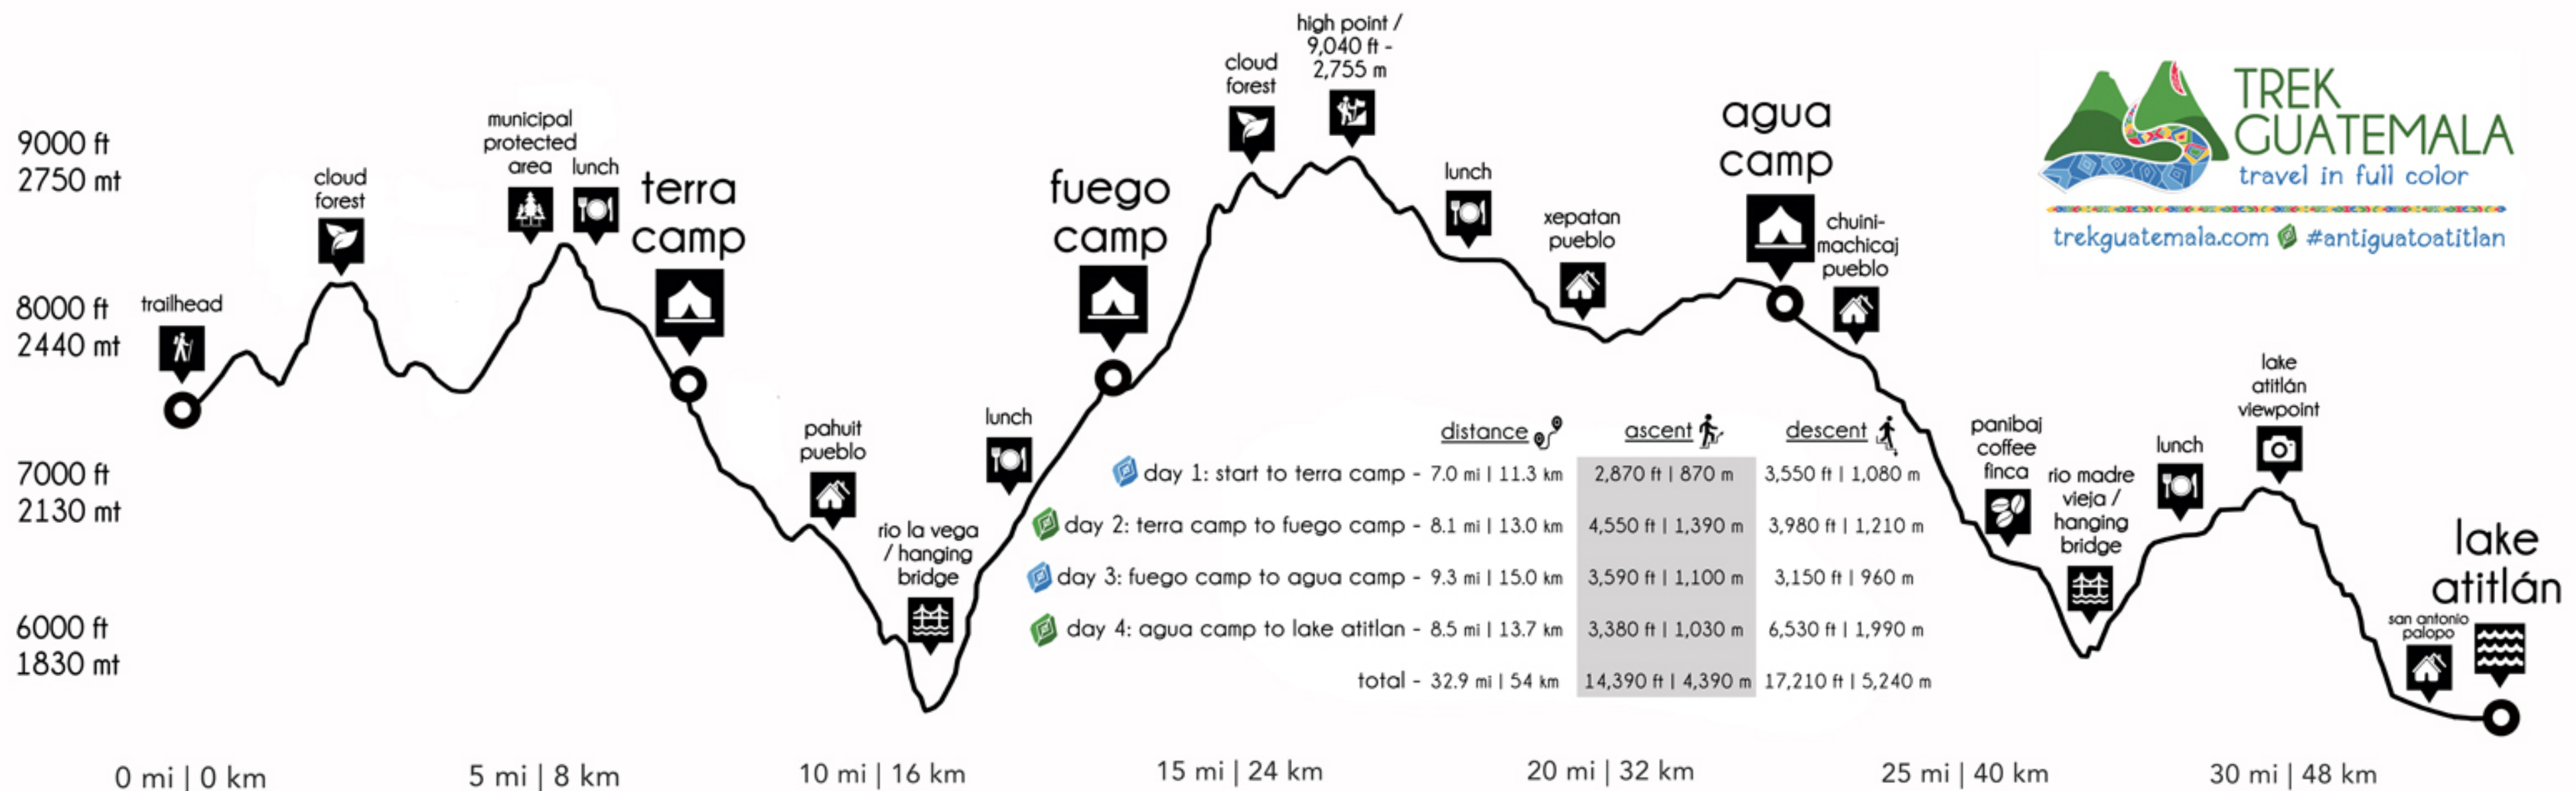 high point /
9,040 ft -
2,755 m
cloud
forest
TREK
GUATEMALA
travel in full color
trekguatemala.com #antiguatoatitlan
9000 ft
2750 mt
8000 ft
2440 mt
7000 ft
2130 mt
6000 ft
1830 mt
trailhead
cloud
forest
municipal
protected
area
lunch
terra
camp
pahuit
pueblo
rio la vega
/ hanging
bridge
lunch
fuego
camp
lunch
xepatan
pueblo
agua
camp
chuini-
machicaj
pueblo
panibaj
coffee
finca
rio madre
vieja /
hanging
bridge
lunch
lake
atitlán
viewpoint
san antonio
palopo
lake
atitlán
distance ascent descent
day 1: start to terra camp - 7.0 mi | 11.3 km 2,870 ft | 870 m 3,550 ft | 1,080 m
day 2: terra camp to fuego camp - 8.1 mi | 13.0 km 4,550 ft | 1,390 m 3,980 ft | 1,210 m
day 3: fuego camp to agua camp - 9.3 mi | 15.0 km 3,590 ft | 1,100 m 3,150 ft | 960 m
day 4: agua camp to lake atitlan - 8.5 mi | 13.7 km 3,380 ft | 1,030 m 6,530 ft | 1,990 m
total - 32.9 mi | 54 km 14,390 ft | 4,390 m 17,210 ft | 5,240 m
0 mi | 0 km 5 mi | 8 km 10 mi | 16 km 15 mi | 24 km 20 mi | 32 km 25 mi | 40 km 30 mi | 48 km